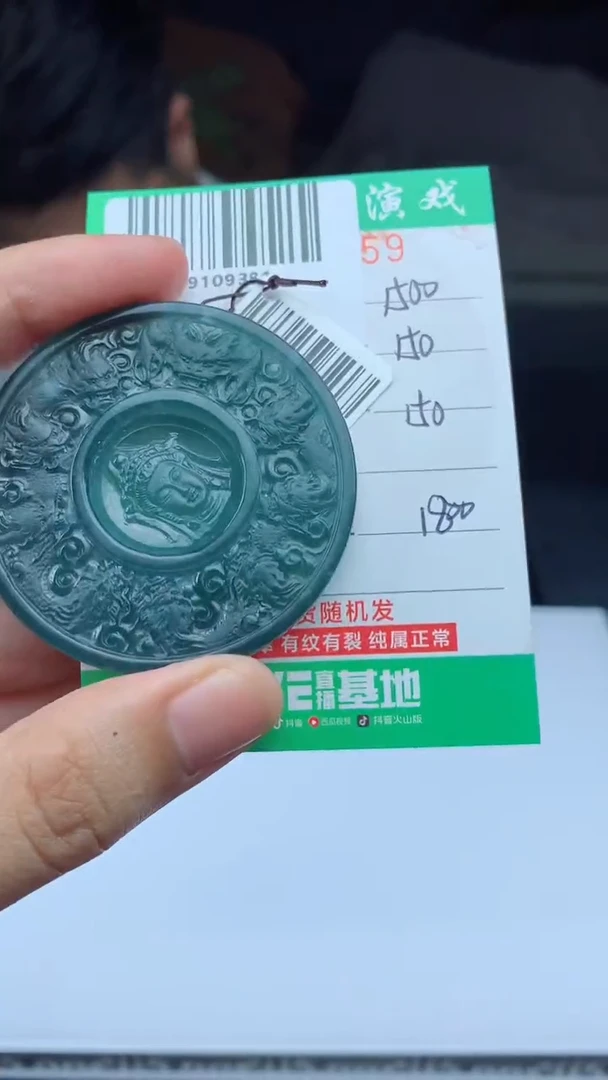 演戏
59
1500
150
150
1800
货随机发
有纹有裂 纯属正常
直播基地
抖音 西瓜视频 抖音火山版